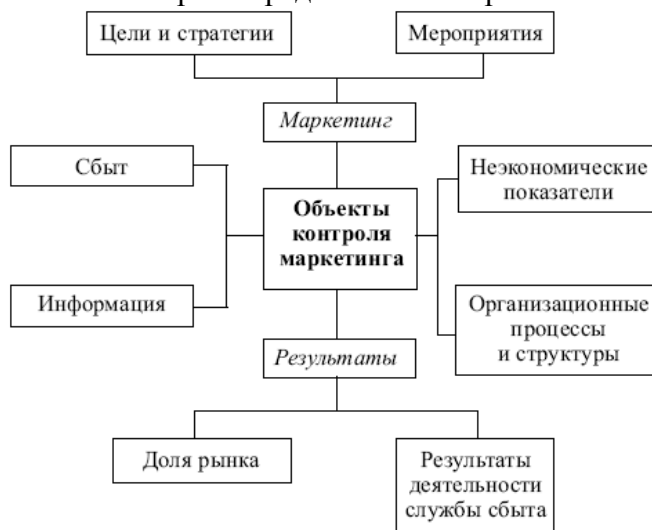 Цели и стратегии
Мероприятия
Маркетинг
Сбыт
Неэкономические
показатели
Объекты
контроля
маркетинга
Информация
Организационные
процессы
и структуры
Результаты
Доля рынка
Результаты
деятельности
службы сбыта